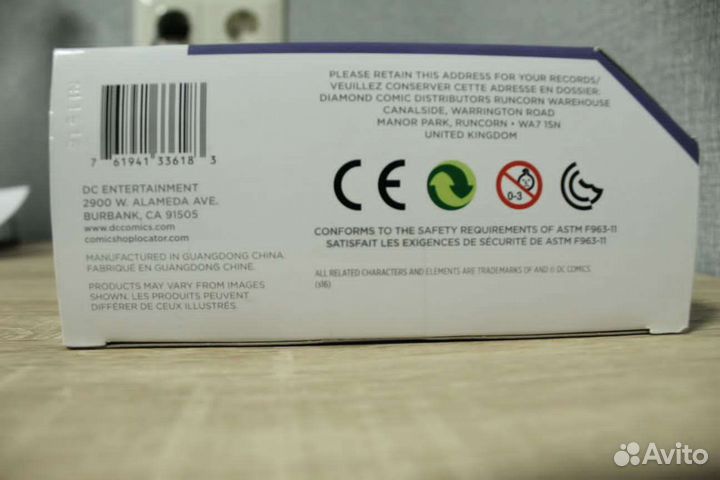 PLEASE RETAIN THIS ADDRESS FOR YOUR RECORDS/
VEUILLEZ CONSERVER CETTE ADRESSE EN DOSSIER:
DIAMOND COMIC DISTRIBUTORS RUNCORN WAREHOUSE
CANALSIDE, WARRINGTON ROAD
MANOR PARK, RUNCORN • WA7 1SN
UNITED KINGDOM
7 61941 33618 3
DC ENTERTAINMENT
2900 W. ALAMEDA AVE.
BURBANK, CA 91505
www.dccomics.com
comicshoplocator.com
MANUFACTURED IN GUANGDONG CHINA.
FABRIQUÉ EN GUANGDONG CHINE.
PRODUCTS MAY VARY FROM IMAGES
SHOWN. LES PRODUITS PEUVENT
DIFFÉRER DE CEUX ILLUSTRÉS.
CE
0-3
CONFORMS TO THE SAFETY REQUIREMENTS OF ASTM F963-11
SATISFAIT LES EXIGENCES DE SÉCURITÉ DE ASTM F963-11
ALL RELATED CHARACTERS AND ELEMENTS ARE TRADEMARKS OF AND © DC COMICS.
(s16)
Avito